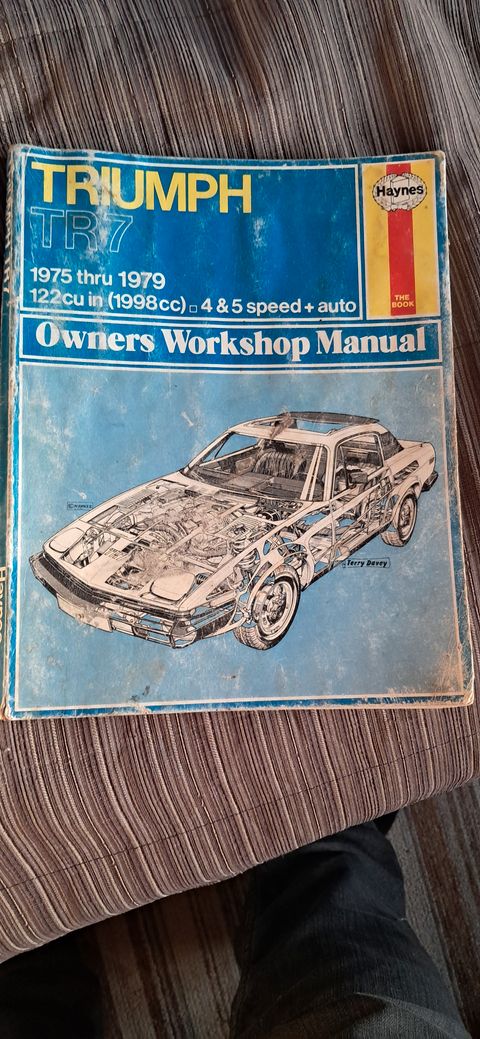 TRIUMPH
TR7
1975 thru 1979
122cu in (1998cc) □ 4 & 5 speed + auto
Haynes
THE
BOOK
Owners Workshop Manual
Terry Davey